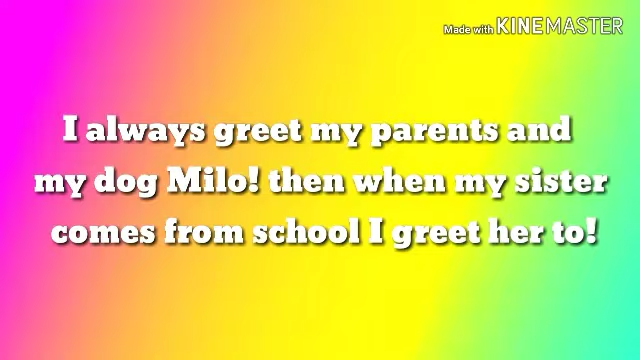 Made with KINEMASTER
I always greet my parents and
my dog Milo! then when my sister
comes from school I greet her to!